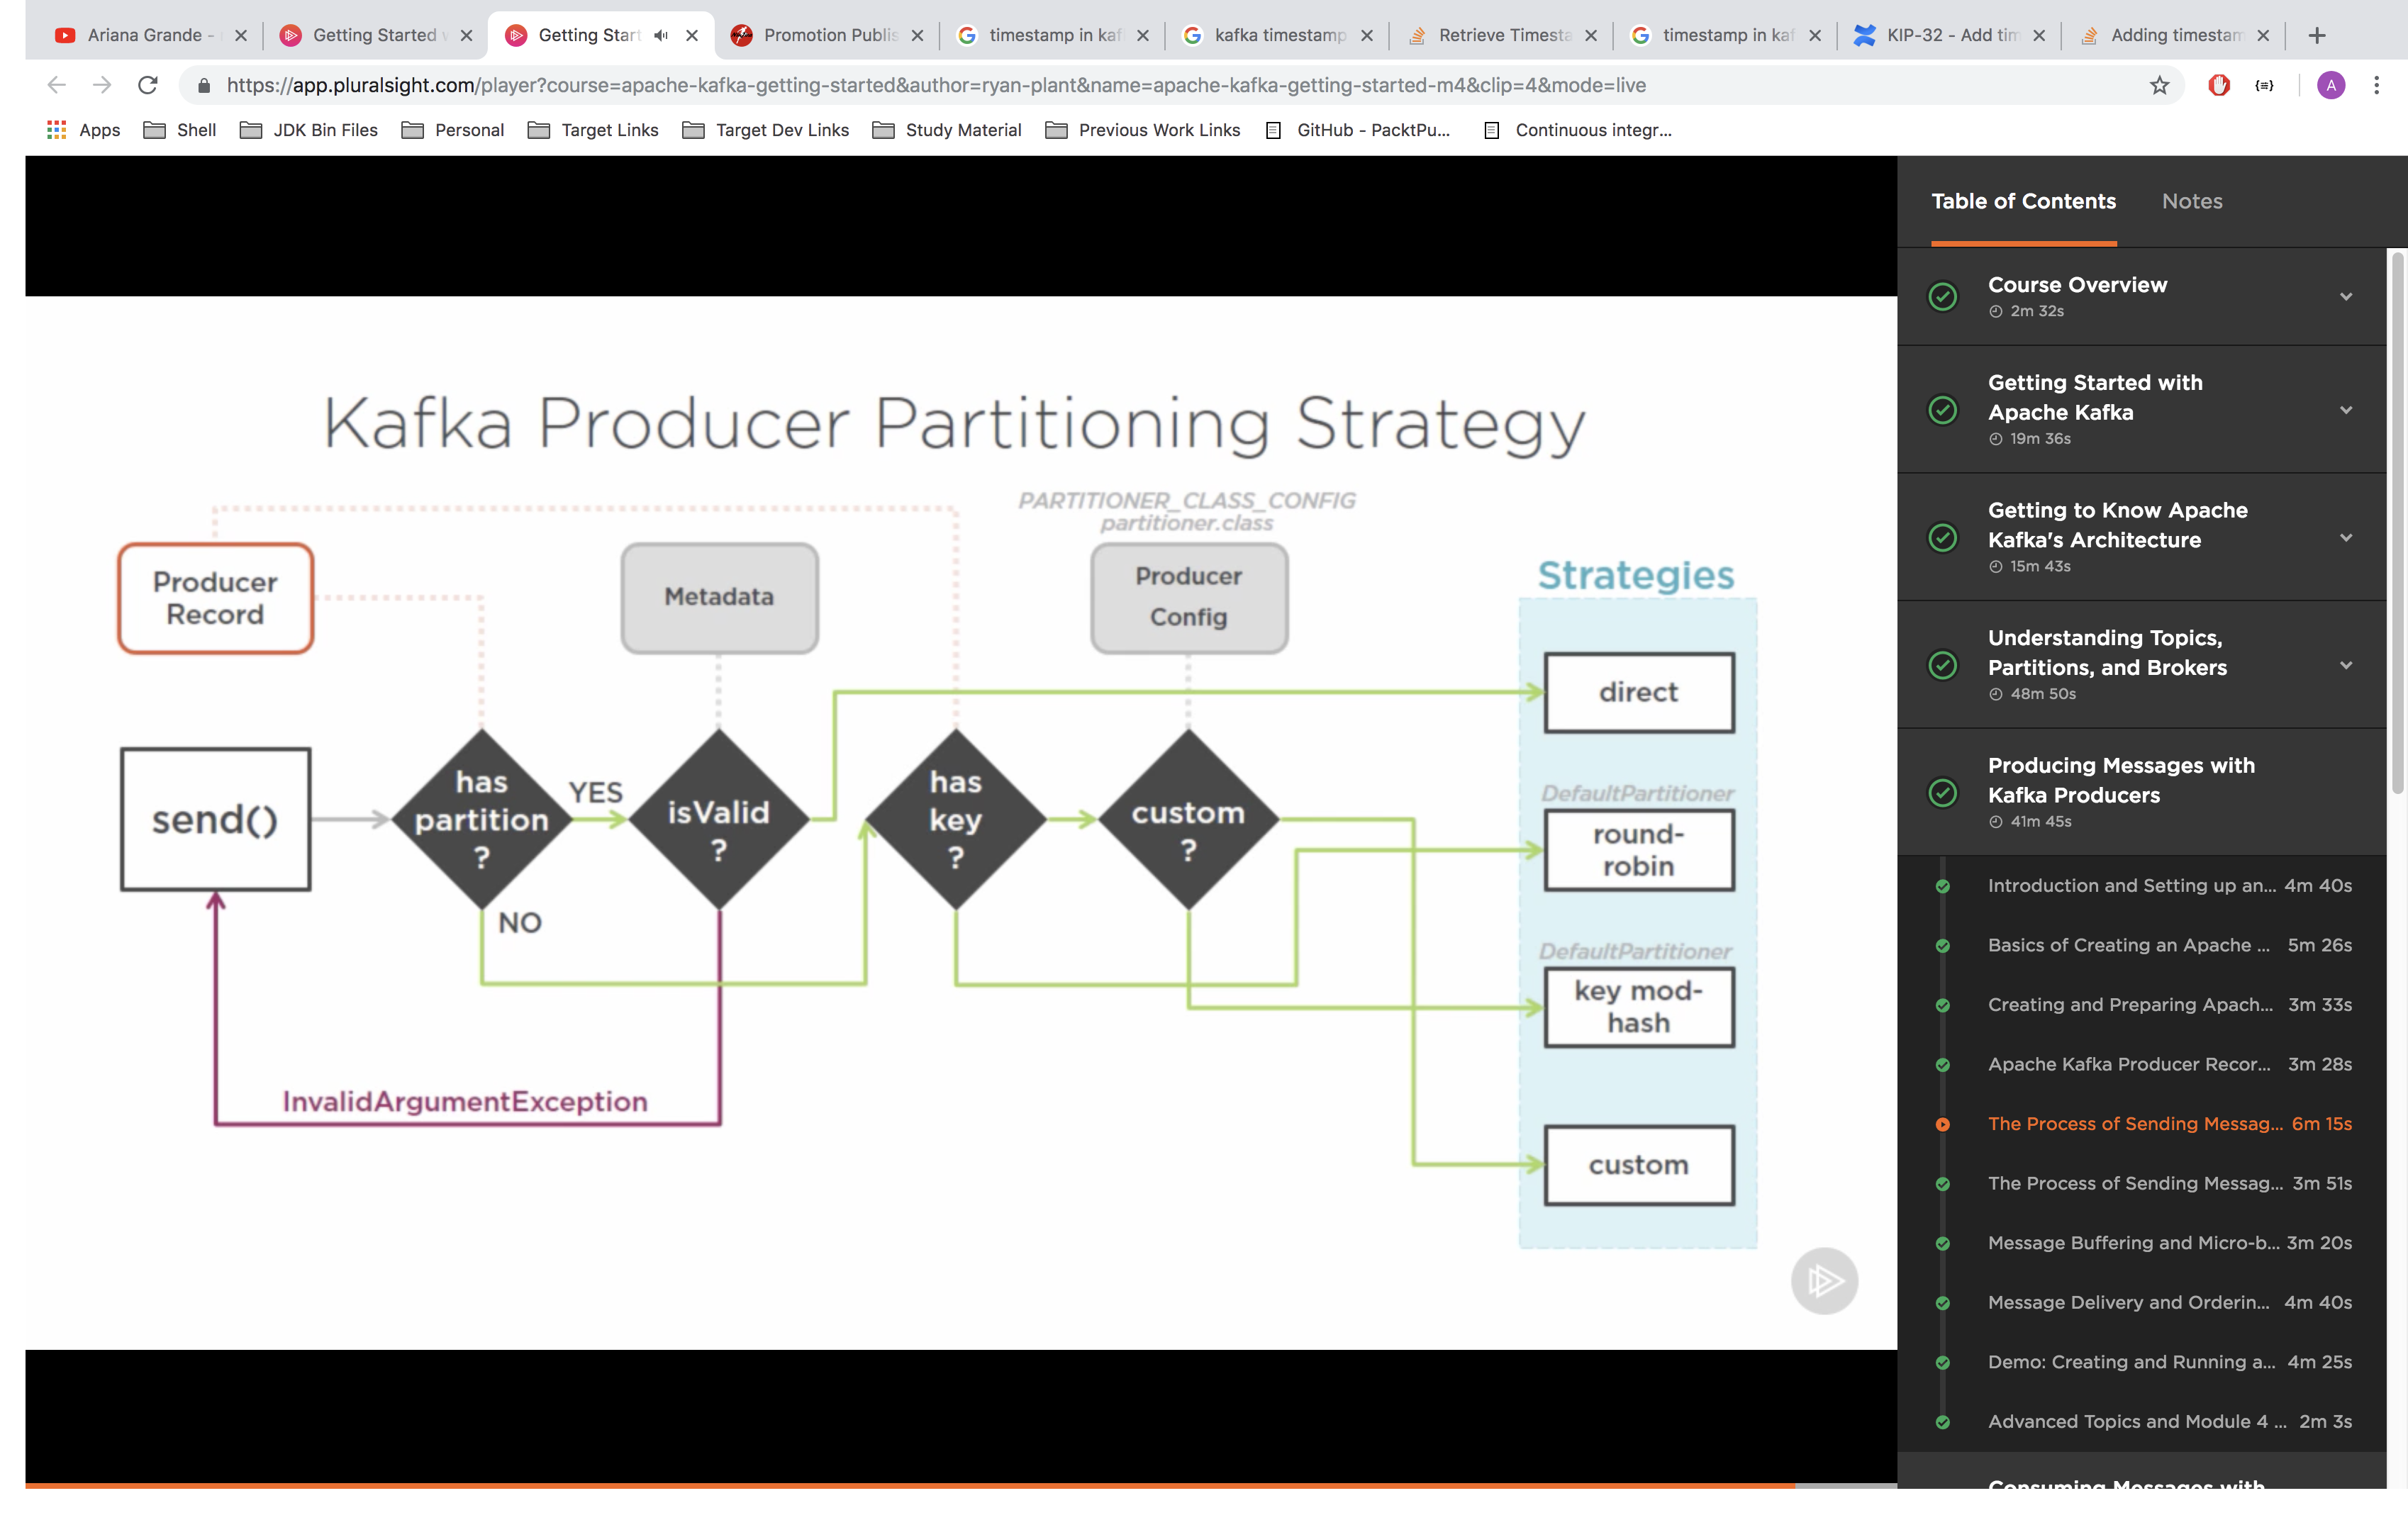 Ariana Grande -
Getting Started w
Getting Start
Promotion Publis
timestamp in kaf
kafka timestamp
Retrieve Timesta
timestamp in kaf
KIP-32 - Add tim
Adding timestam
https://app.pluralsight.com/player?course=apache-kafka-getting-started&author=ryan-plant&name=apache-kafka-getting-started-m4&clip=4&mode=live
A
Apps
Shell
JDK Bin Files
Personal
Target Links
Target Dev Links
Study Material
Previous Work Links
GitHub - PacktPu...
Continuous integr...
Kafka Producer Partitioning Strategy
PARTITIONER_CLASS_CONFIG
partitioner.class
Producer
Record
Metadata
Producer
Config
Strategies
direct
send()
has
partition
?
YES
NO
isValid
?
has
key
?
custom
?
DefaultPartitioner
round-
robin
DefaultPartitioner
key mod-
hash
custom
InvalidArgumentException
Table of Contents
Notes
Course Overview
2m 32s
Getting Started with
Apache Kafka
19m 36s
Getting to Know Apache
Kafka's Architecture
15m 43s
Understanding Topics,
Partitions, and Brokers
48m 50s
Producing Messages with
Kafka Producers
41m 45s
Introduction and Setting up an... 4m 40s
Basics of Creating an Apache ... 5m 26s
Creating and Preparing Apach... 3m 33s
Apache Kafka Producer Recor... 3m 28s
The Process of Sending Messag... 6m 15s
The Process of Sending Messag... 3m 51s
Message Buffering and Micro-b... 3m 20s
Message Delivery and Orderin... 4m 40s
Demo: Creating and Running a... 4m 25s
Advanced Topics and Module 4 ... 2m 3s
Consuming Messages with